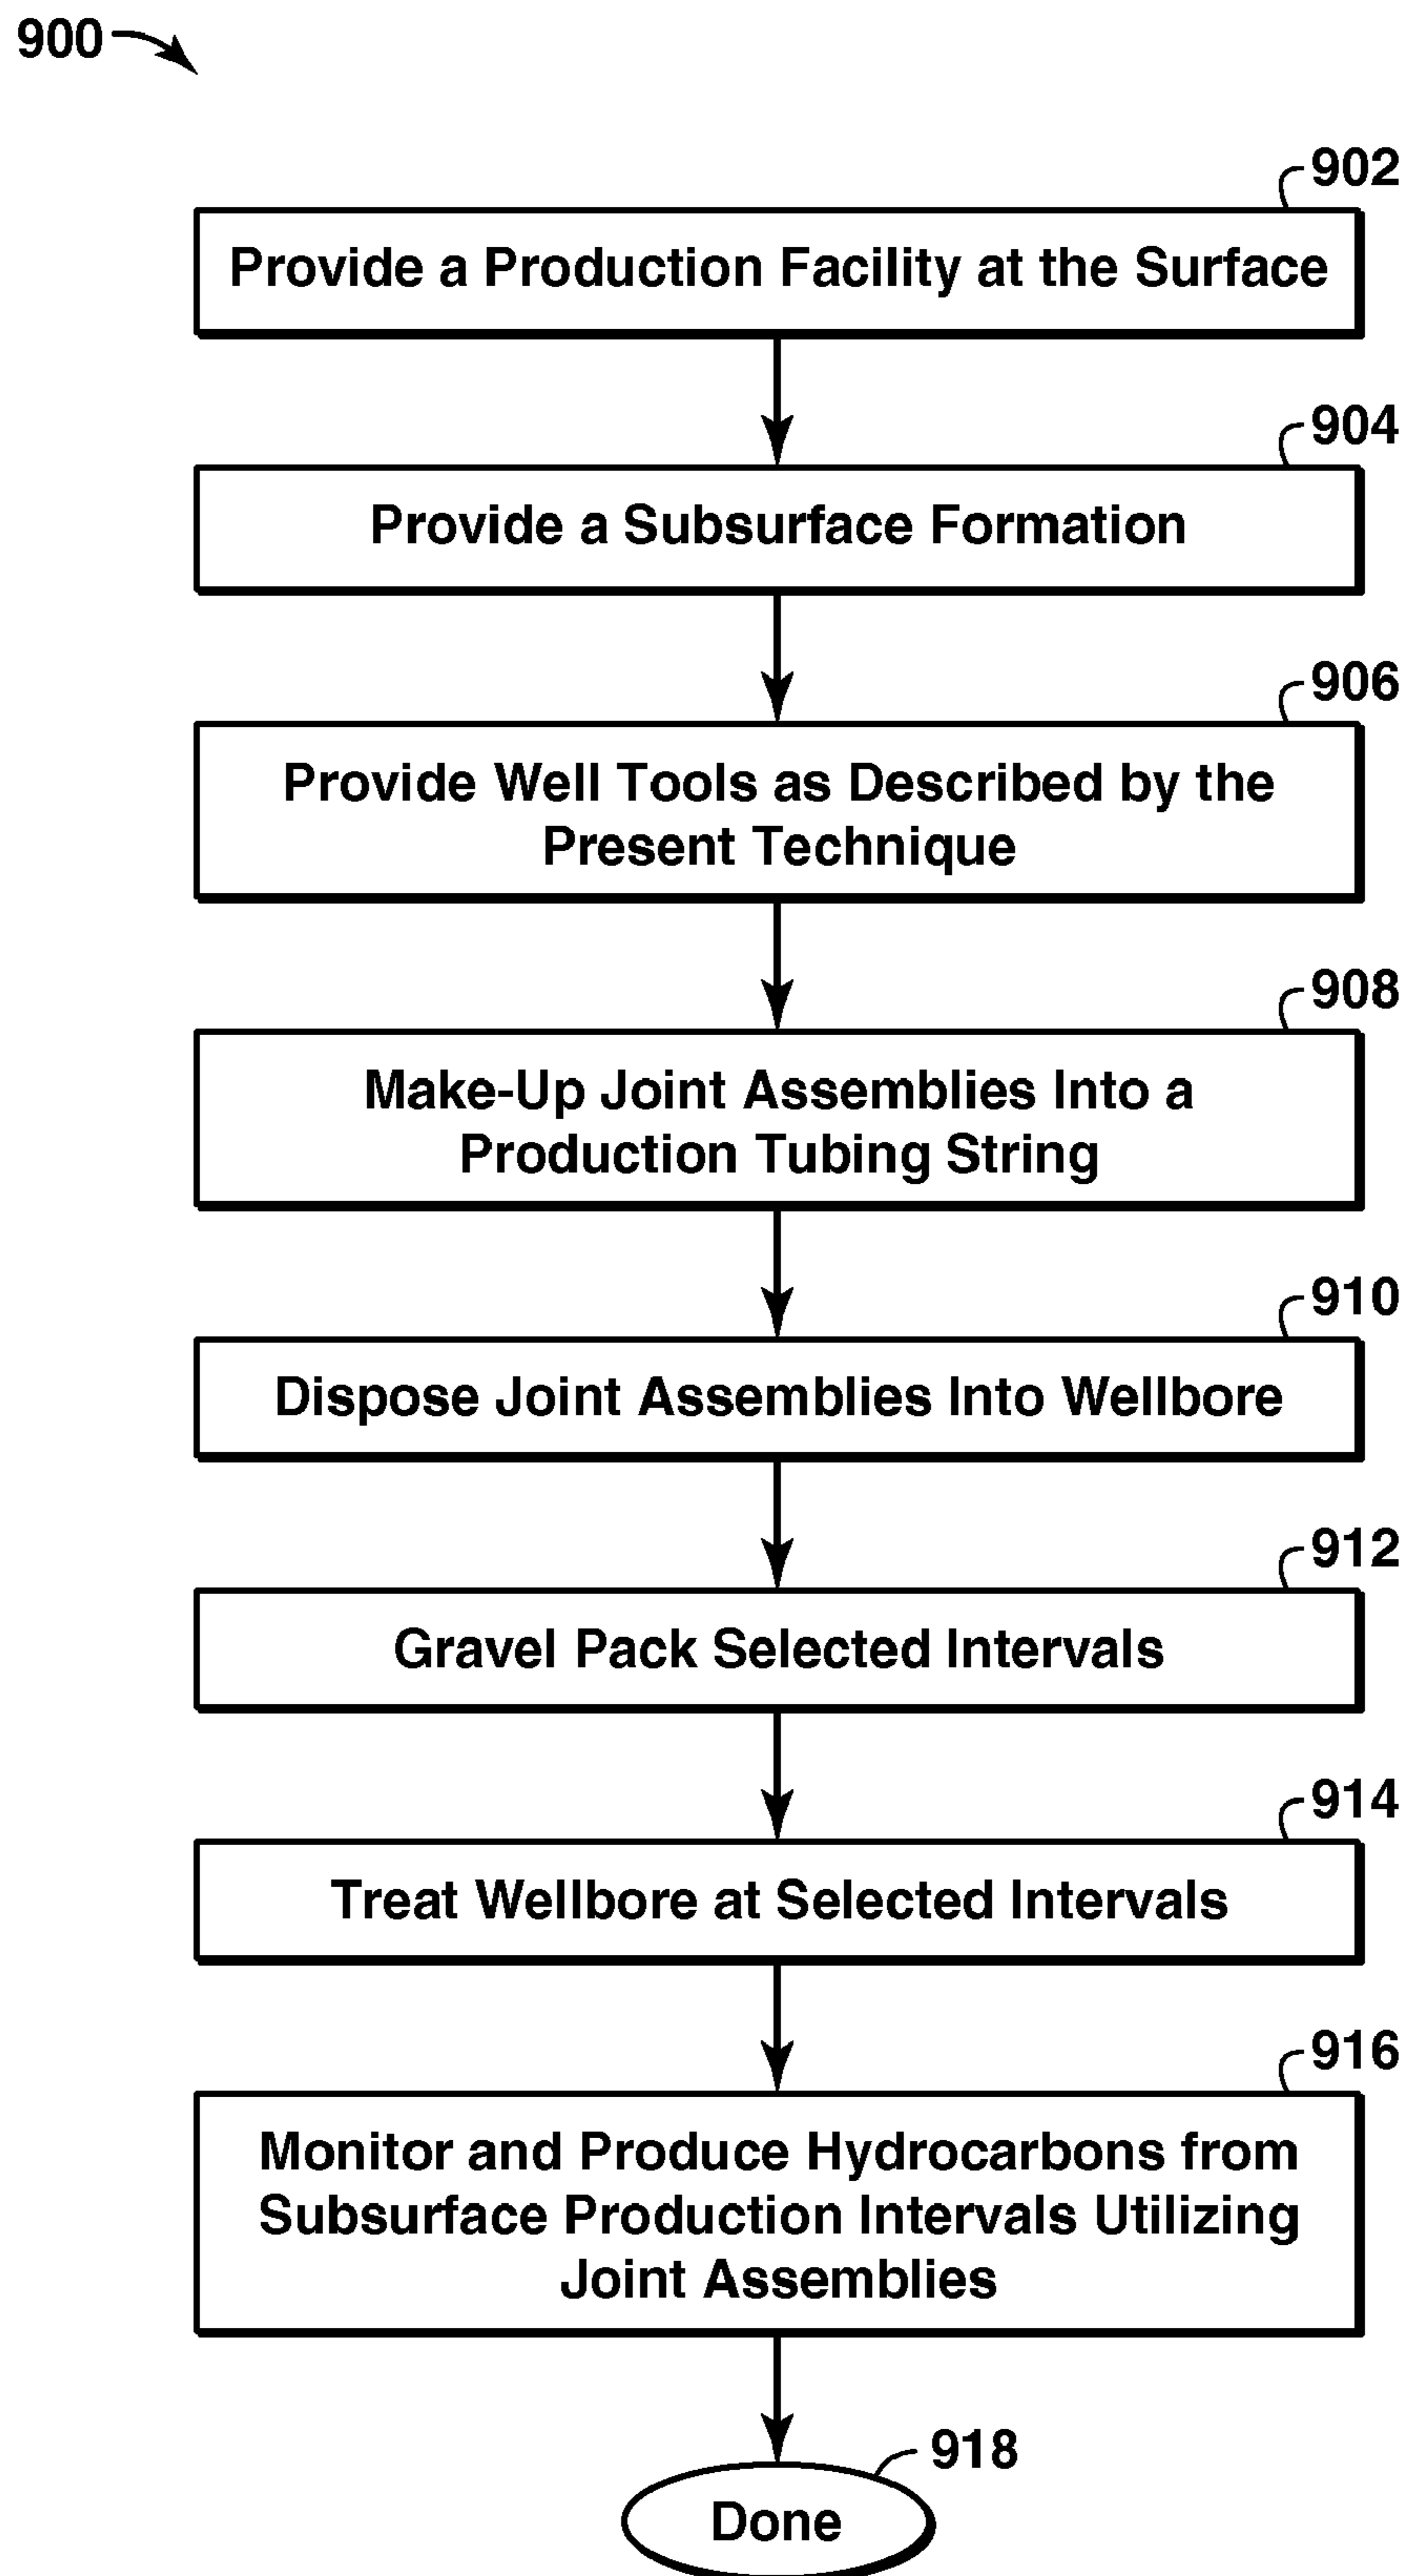 900
902
Provide a Production Facility at the Surface
904
Provide a Subsurface Formation
906
Provide Well Tools as Described by the
Present Technique
908
Make-Up Joint Assemblies Into a
Production Tubing String
910
Dispose Joint Assemblies Into Wellbore
912
Gravel Pack Selected Intervals
914
Treat Wellbore at Selected Intervals
916
Monitor and Produce Hydrocarbons from
Subsurface Production Intervals Utilizing
Joint Assemblies
918
Done